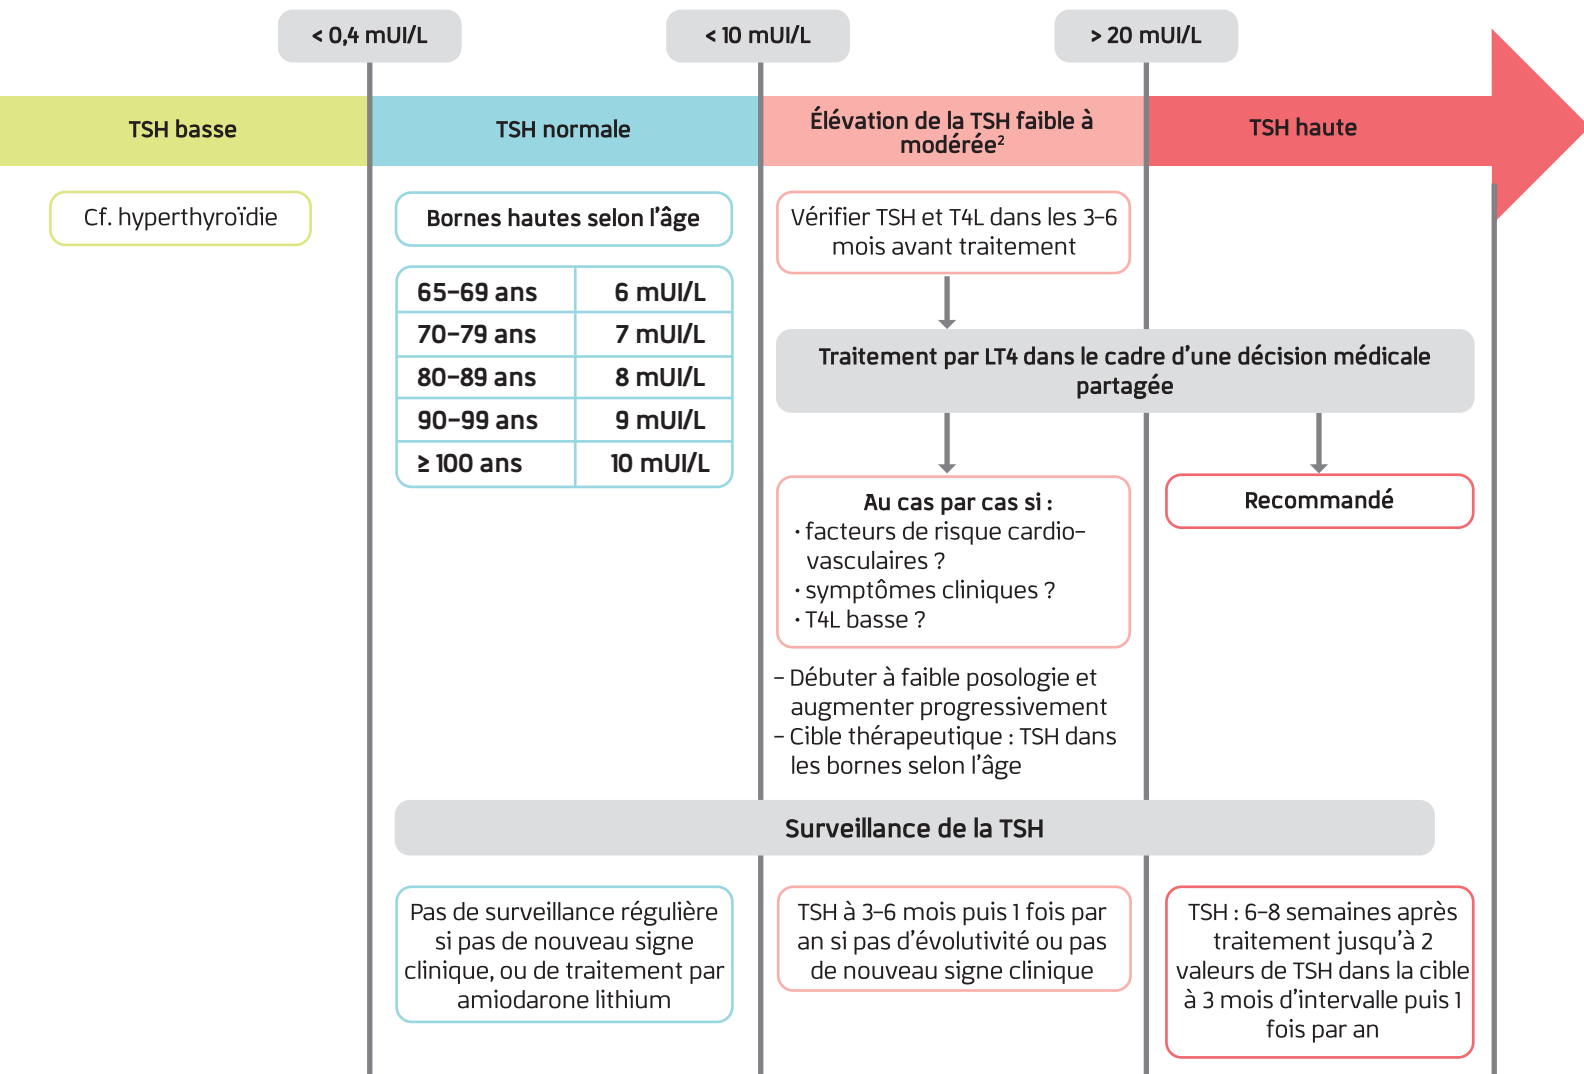 < 0,4 mUI/L
< 10 mUI/L
> 20 mUI/L
TSH basse
TSH normale
Élévation de la TSH faible à
modérée²
TSH haute
Cf. hyperthyroïdie
Bornes hautes selon l'âge
65-69 ans 6 mUI/L
70-79 ans 7 mUI/L
80-89 ans 8 mUI/L
90-99 ans 9 mUI/L
≥ 100 ans 10 mUI/L
Vérifier TSH et T4L dans les 3-6
mois avant traitement
Traitement par LT4 dans le cadre d'une décision médicale
partagée
Au cas par cas si :
· facteurs de risque cardio-
vasculaires ?
· symptômes cliniques ?
· T4L basse ?
Recommandé
- Débuter à faible posologie et
augmenter progressivement
- Cible thérapeutique : TSH dans
les bornes selon l'âge
Surveillance de la TSH
Pas de surveillance régulière
si pas de nouveau signe
clinique, ou de traitement par
amiodarone lithium
TSH à 3-6 mois puis 1 fois par
an si pas d'évolutivité ou pas
de nouveau signe clinique
TSH : 6-8 semaines après
traitement jusqu'à 2
valeurs de TSH dans la cible
à 3 mois d'intervalle puis 1
fois par an